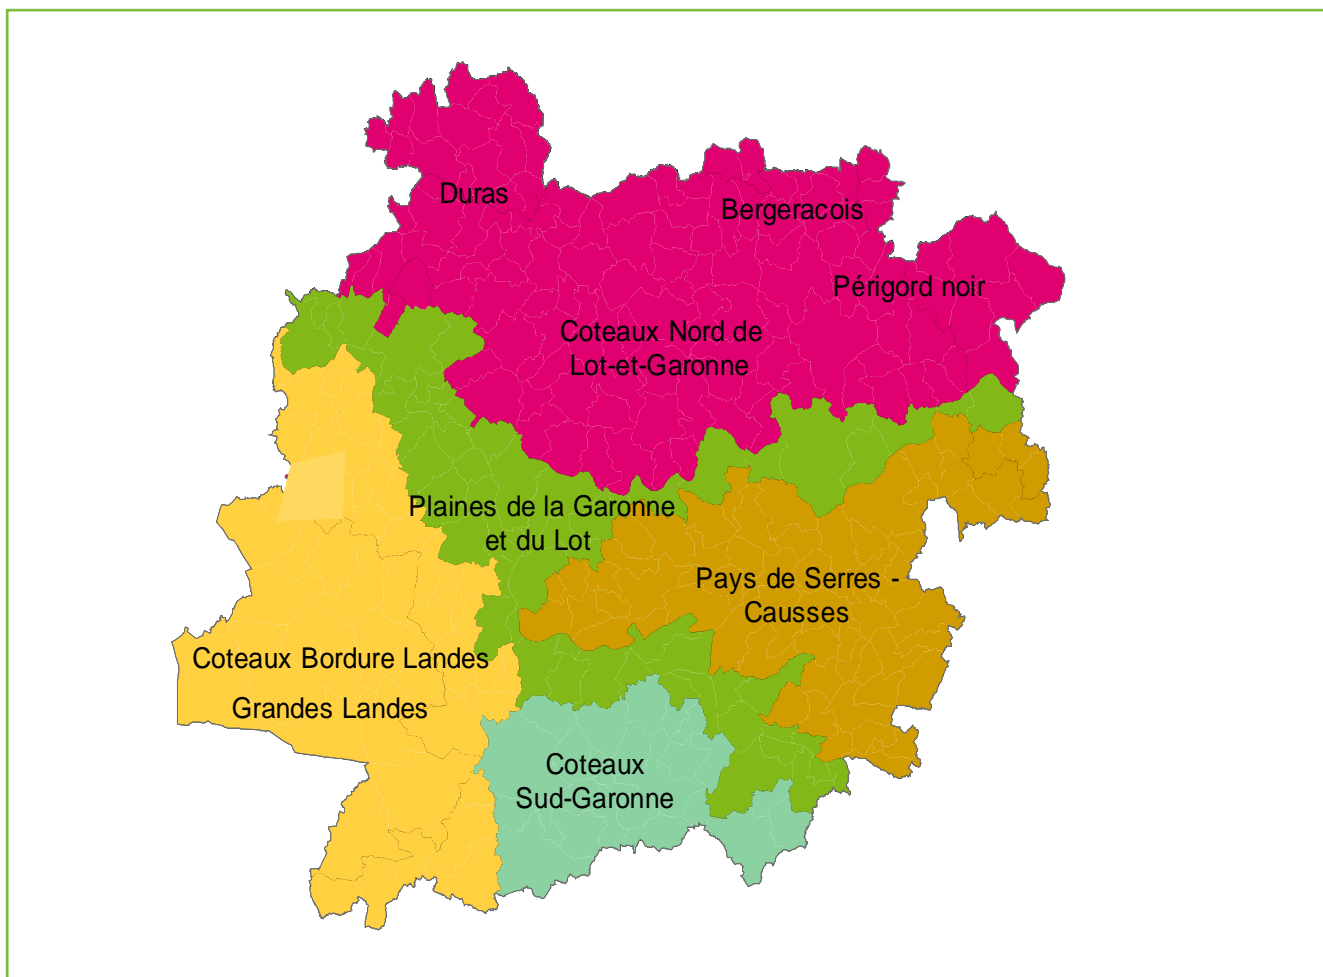 Duras
Bergeracois
Périgord noir
Coteaux Nord de
Lot-et-Garonne
Plaines de la Garonne
et du Lot
Pays de Serres -
Causses
Coteaux Bordure Landes
Grandes Landes
Coteaux
Sud-Garonne